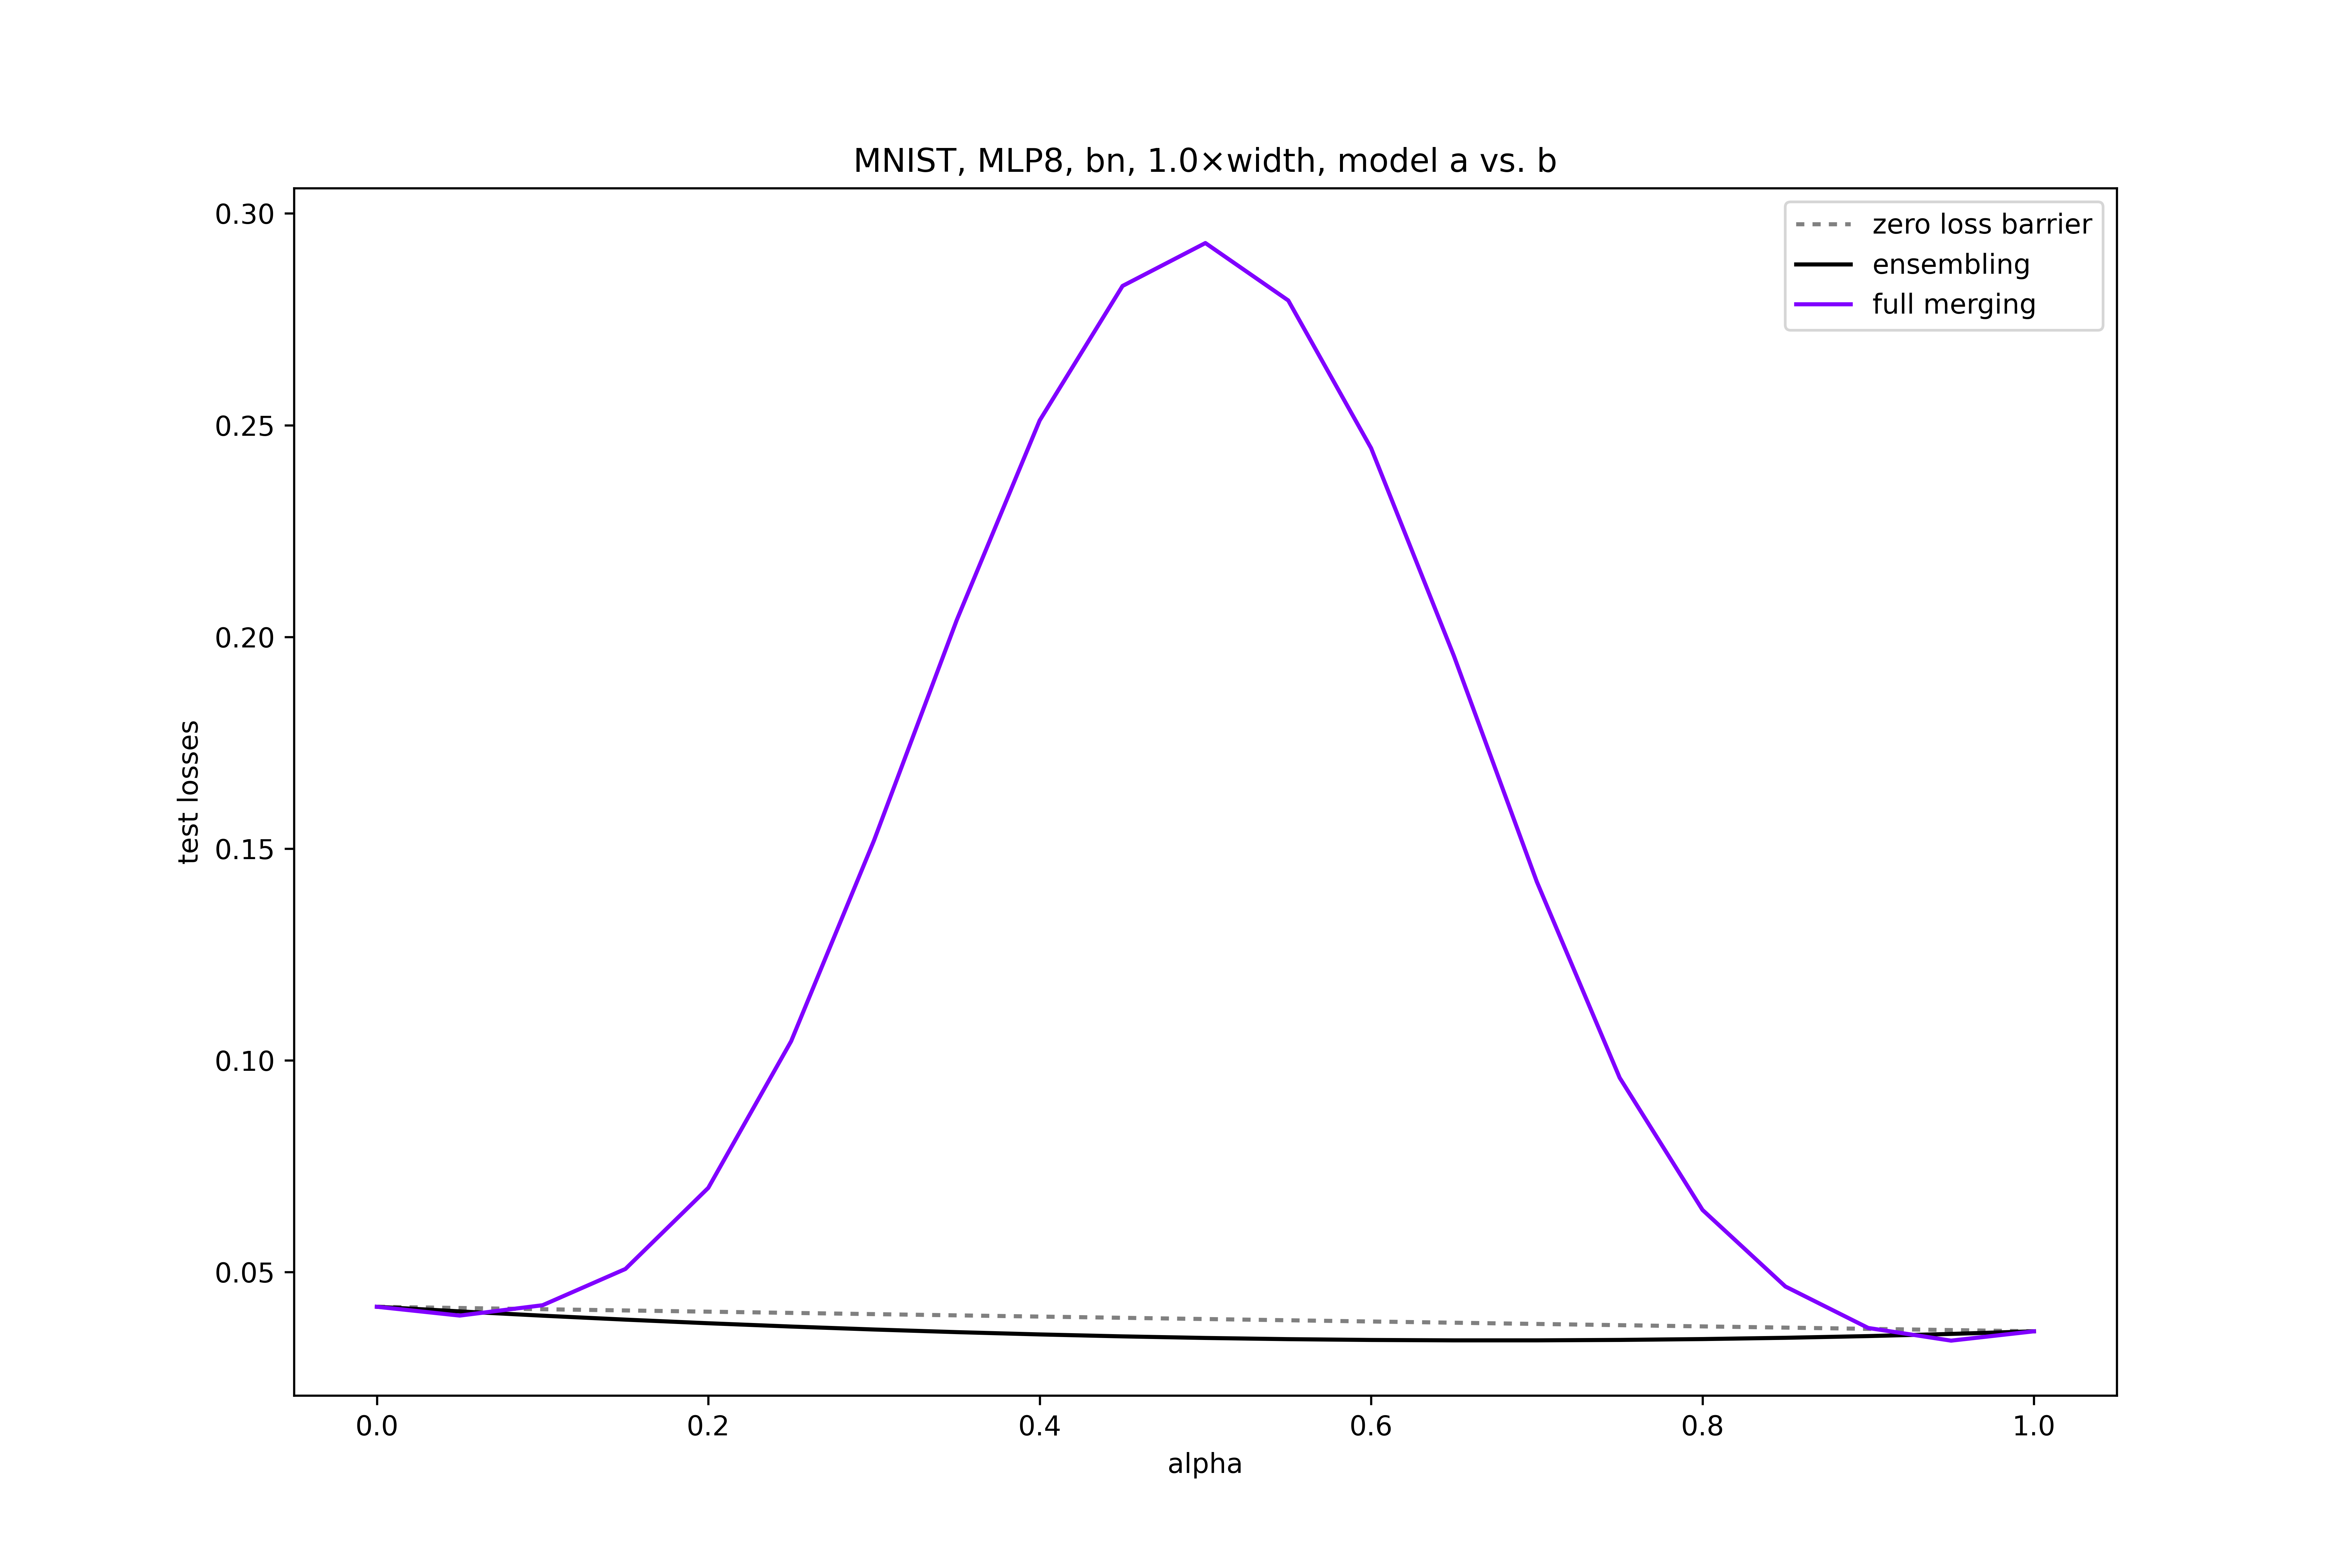 MNIST, MLP8, bn, 1.0×width, model a vs. b
zero loss barrier
ensembling
full merging
test losses
0.30
0.25
0.20
0.15
0.10
0.05
0.0
0.2
0.4
0.6
0.8
1.0
alpha